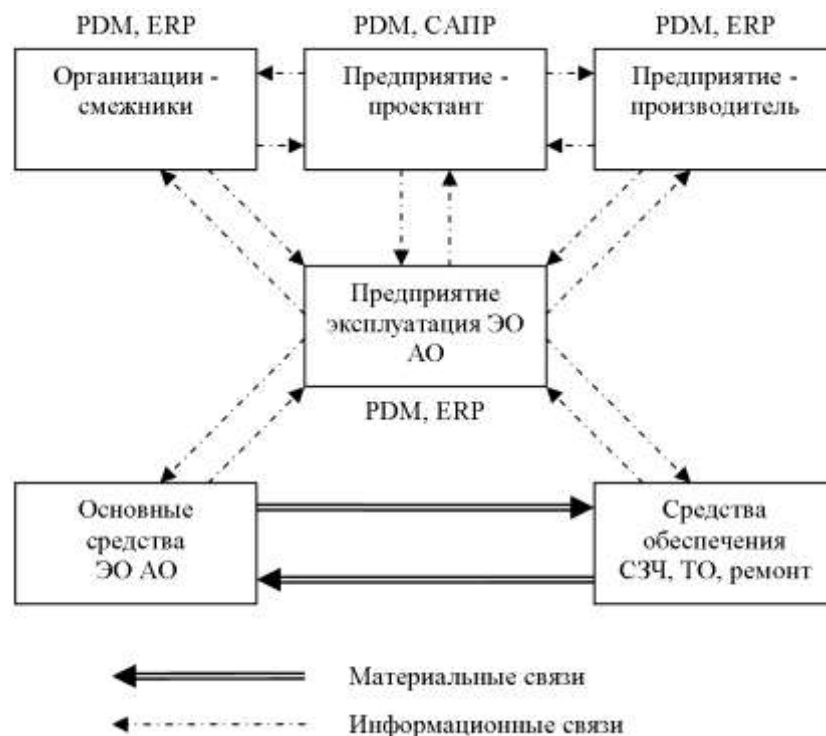 PDM, ERP
PDM, САПР
PDM, ERP
Организации -
смежники
Предприятие -
проектант
Предприятие -
производитель
Предприятие
эксплуатация ЭО
АО
PDM, ERP
Основные
средства
ЭО АО
Средства
обеспечения
СЗЧ, ТО, ремонт
Материальные связи
Информационные связи